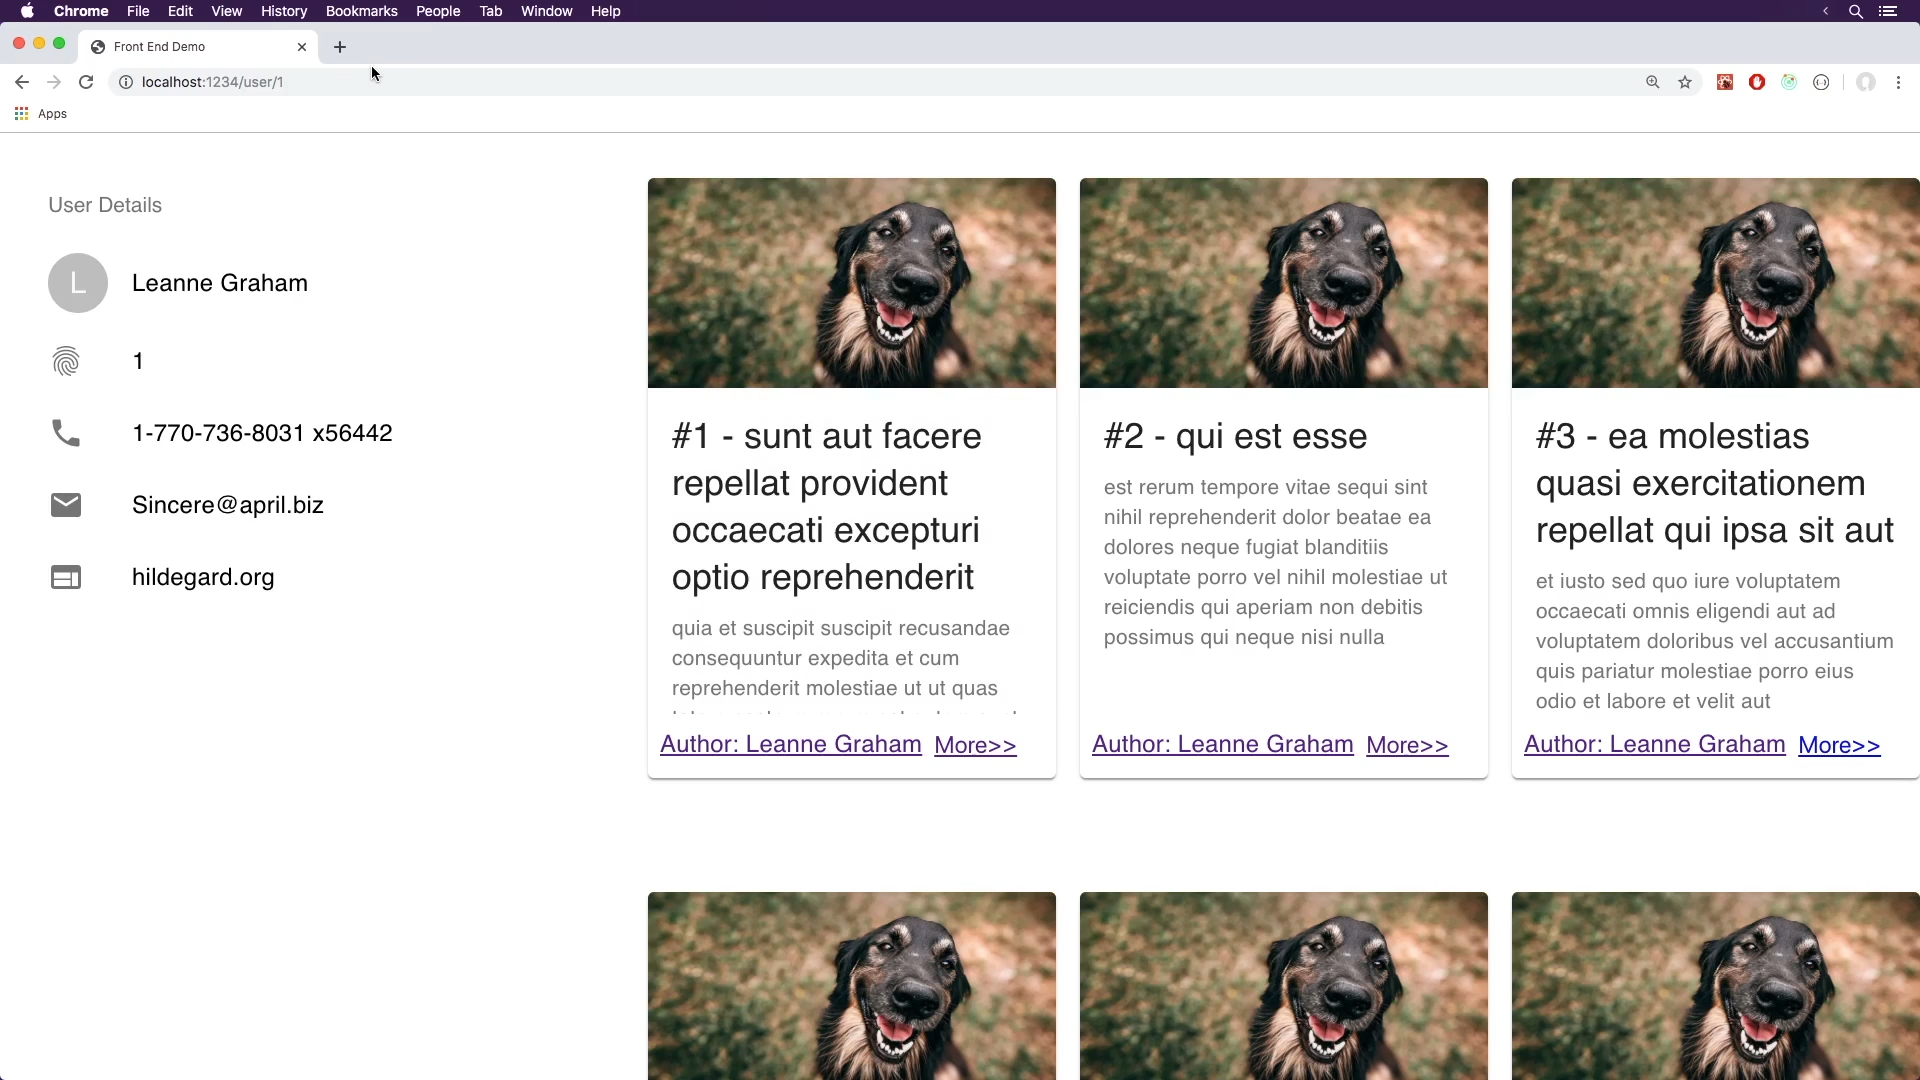 Chrome File Edit View History Bookmarks People Tab Window Help
Front End Demo
localhost:1234/user/1
Apps
User Details
L
Leanne Graham
1
1-770-736-8031 x56442
Sincere@april.biz
hildegard.org
#1 - sunt aut facere
repellat provident
occaecati excepturi
optio reprehenderit
quia et suscipit suscipit recusandae
consequuntur expedita et cum
reprehenderit molestiae ut ut quas
Author: Leanne Graham More>>
#2 - qui est esse
est rerum tempore vitae sequi sint
nihil reprehenderit dolor beatae ea
dolores neque fugiat blanditiis
voluptate porro vel nihil molestiae ut
reiciendis qui aperiam non debitis
possimus qui neque nisi nulla
Author: Leanne Graham More>>
#3 - ea molestias
quasi exercitationem
repellat qui ipsa sit aut
et iusto sed quo iure voluptatem
occaecati omnis eligendi aut ad
voluptatem doloribus vel accusantium
quis pariatur molestiae porro eius
odio et labore et velit aut
Author: Leanne Graham More>>